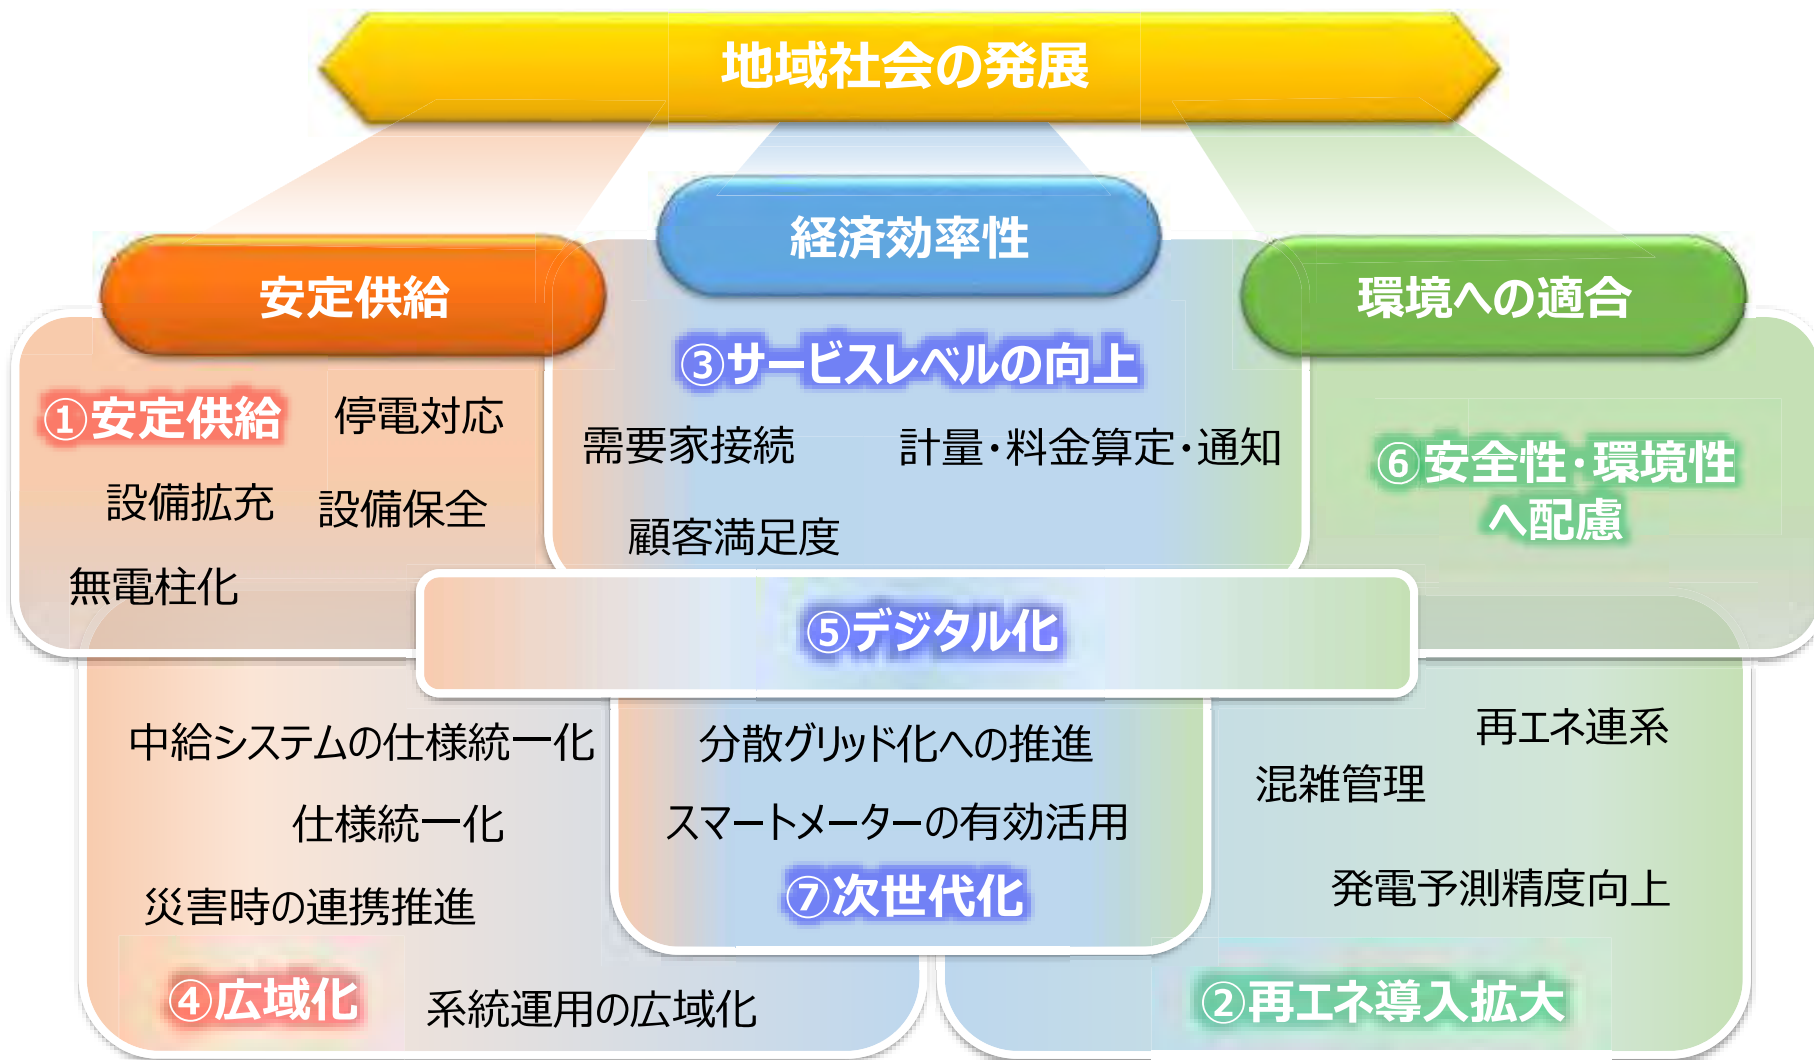 地域社会の発展
経済効率性
安定供給
環境への適合
③サービスレベルの向上
①安定供給
停電対応
需要家接続
計量・料金算定・通知
⑥安全性・環境性
へ配慮
設備拡充
設備保全
顧客満足度
無電柱化
⑤デジタル化
中給システムの仕様統一化
分散グリッド化への推進
再エネ連系
混雑管理
仕様統一化
スマートメーターの有効活用
災害時の連携推進
⑦次世代化
発電予測精度向上
④広域化
系統運用の広域化
②再エネ導入拡大